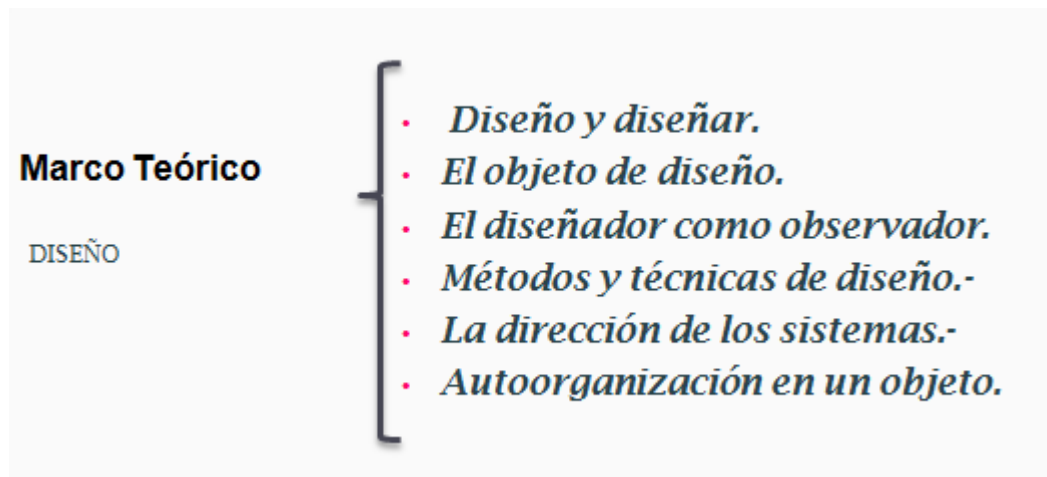 Marco Teórico
DISEÑO
Diseño y diseñar.
El objeto de diseño.
El diseñador como observador.
Métodos y técnicas de diseño.-
La dirección de los sistemas.-
Autoorganización en un objeto.